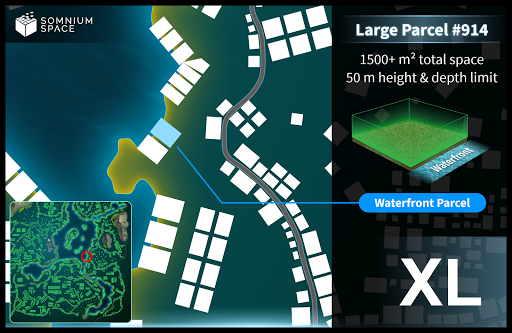 SOMNIUM
SPACE
Large Parcel #914
1500+ m² total space
50 m height & depth limit
Waterfront
Waterfront Parcel
XL